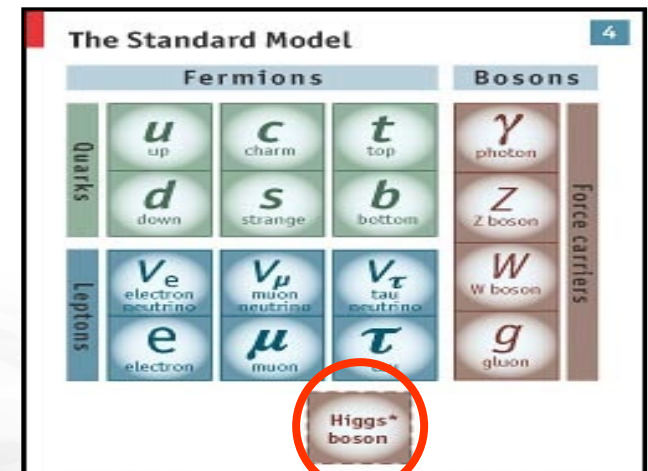 The Standard Model
4
Fermions
Bosons
Quarks
u
up
c
charm
t
top
γ
photon
d
down
s
strange
b
bottom
Z
Z boson
Force carriers
Leptons
νe
electron
neutrino
νμ
muon
neutrino
ντ
tau
neutrino
W
W boson
e
electron
μ
muon
τ
g
gluon
Higgs*
boson